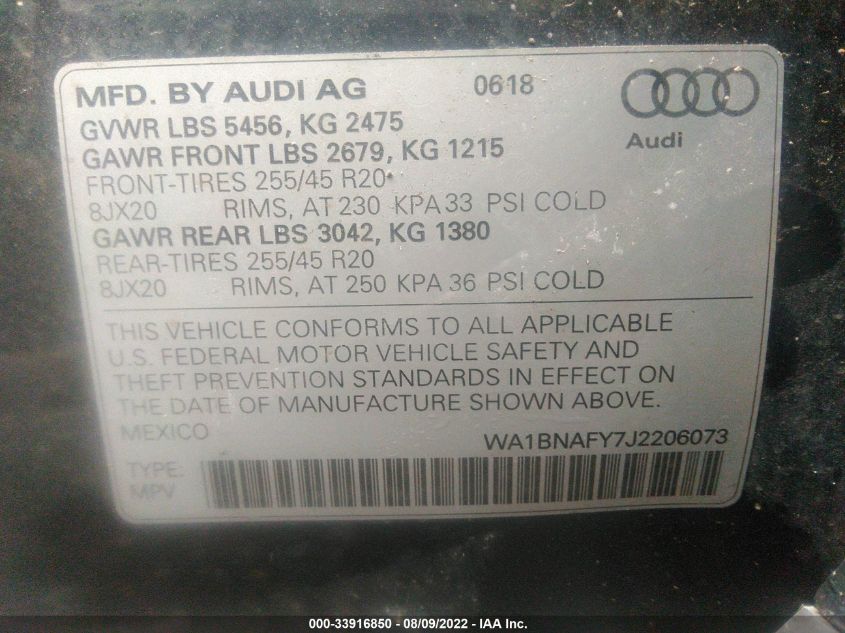 MFD. BY AUDI AG 0618
GVWR LBS 5456, KG 2475
Audi
GAWR FRONT LBS 2679, KG 1215
FRONT-TIRES 255/45 R20
8JX20 RIMS, AT 230 KPA 33 PSI COLD
GAWR REAR LBS 3042, KG 1380
REAR-TIRES 255/45 R20
8JX20 RIMS, AT 250 KPA 36 PSI COLD
THIS VEHICLE CONFORMS TO ALL APPLICABLE
U.S. FEDERAL MOTOR VEHICLE SAFETY AND
THEFT PREVENTION STANDARDS IN EFFECT ON
THE DATE OF MANUFACTURE SHOWN ABOVE.
MEXICO WA1BNAFY7J2206073
TYPE:
MPV
000-33916850 - 08/09/2022 - IAA Inc.